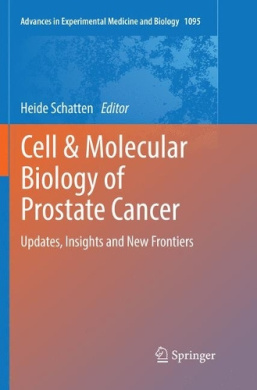 Advances in Experimental Medicine and Biology 1095
Heide Schatten Editor
Cell & Molecular
Biology of
Prostate Cancer
Updates, Insights and New Frontiers
Springer